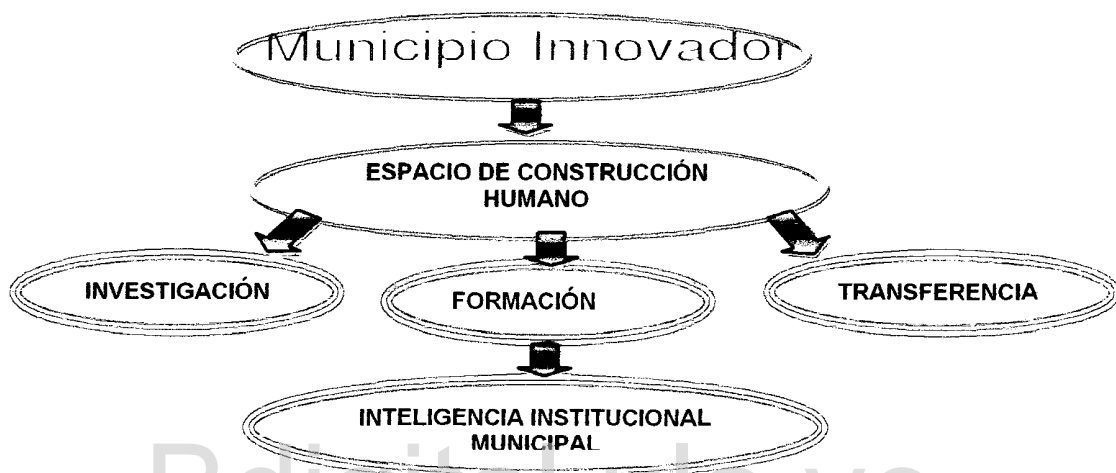 Municipio Innovador
ESPACIO DE CONSTRUCCIÓN
HUMANO
INVESTIGACIÓN
FORMACIÓN
TRANSFERENCIA
INTELIGENCIA INSTITUCIONAL
MUNICIPAL